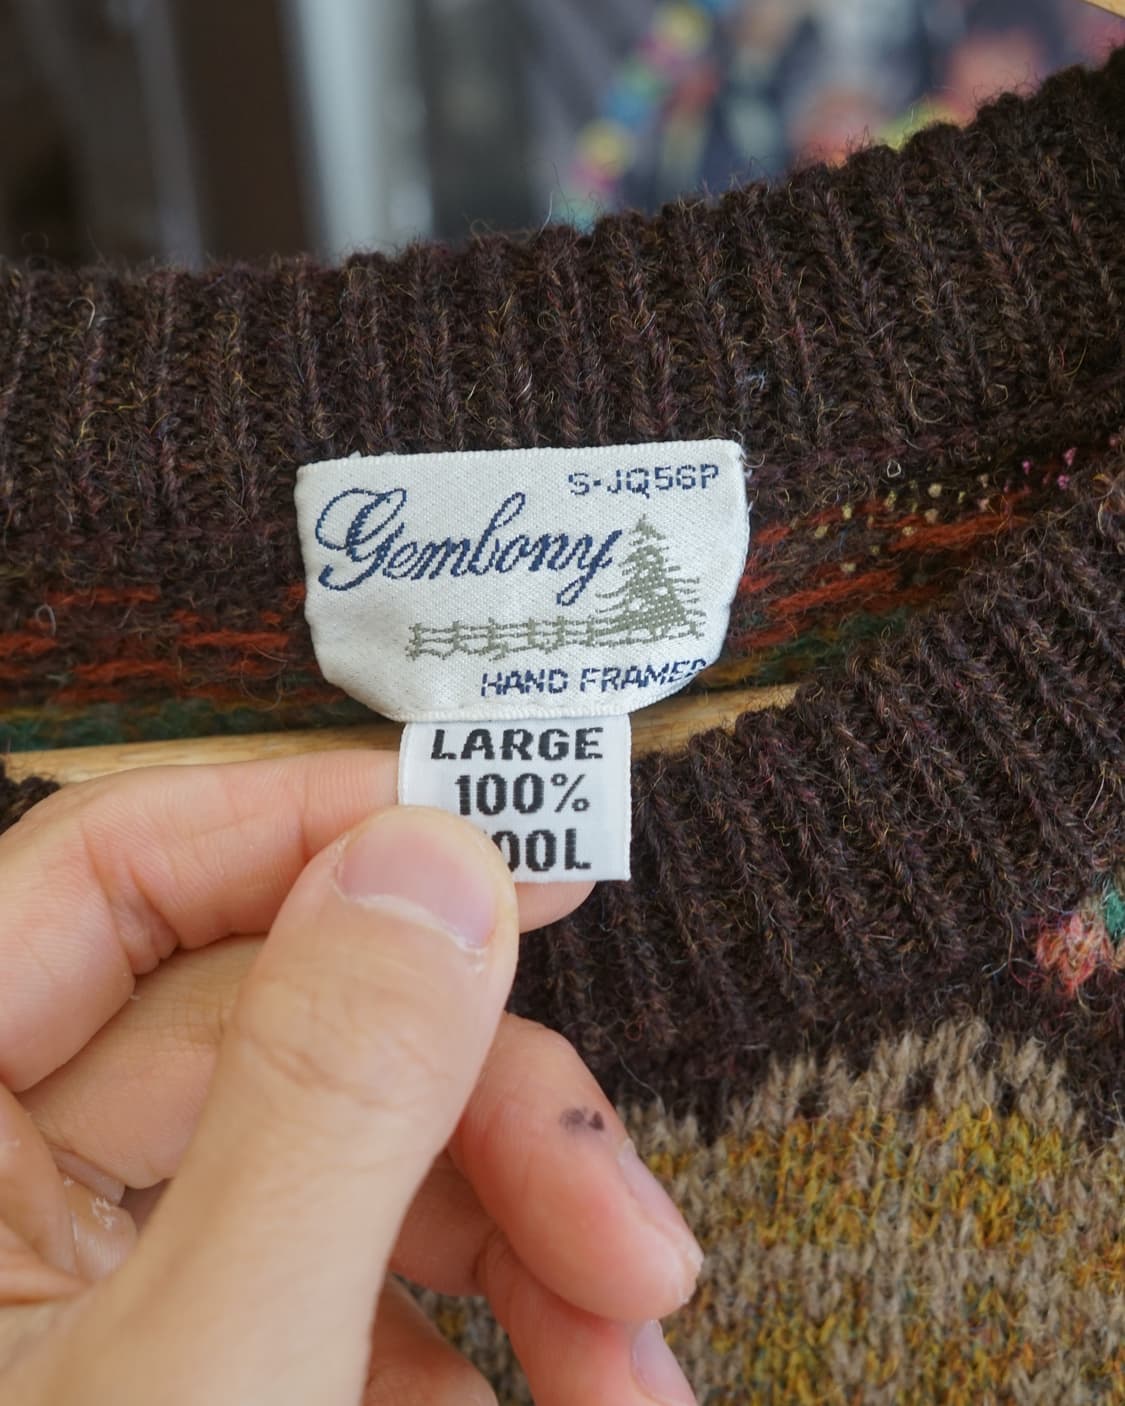 S-JQ56P
Gembony
HAND FRAMED
LARGE
100%